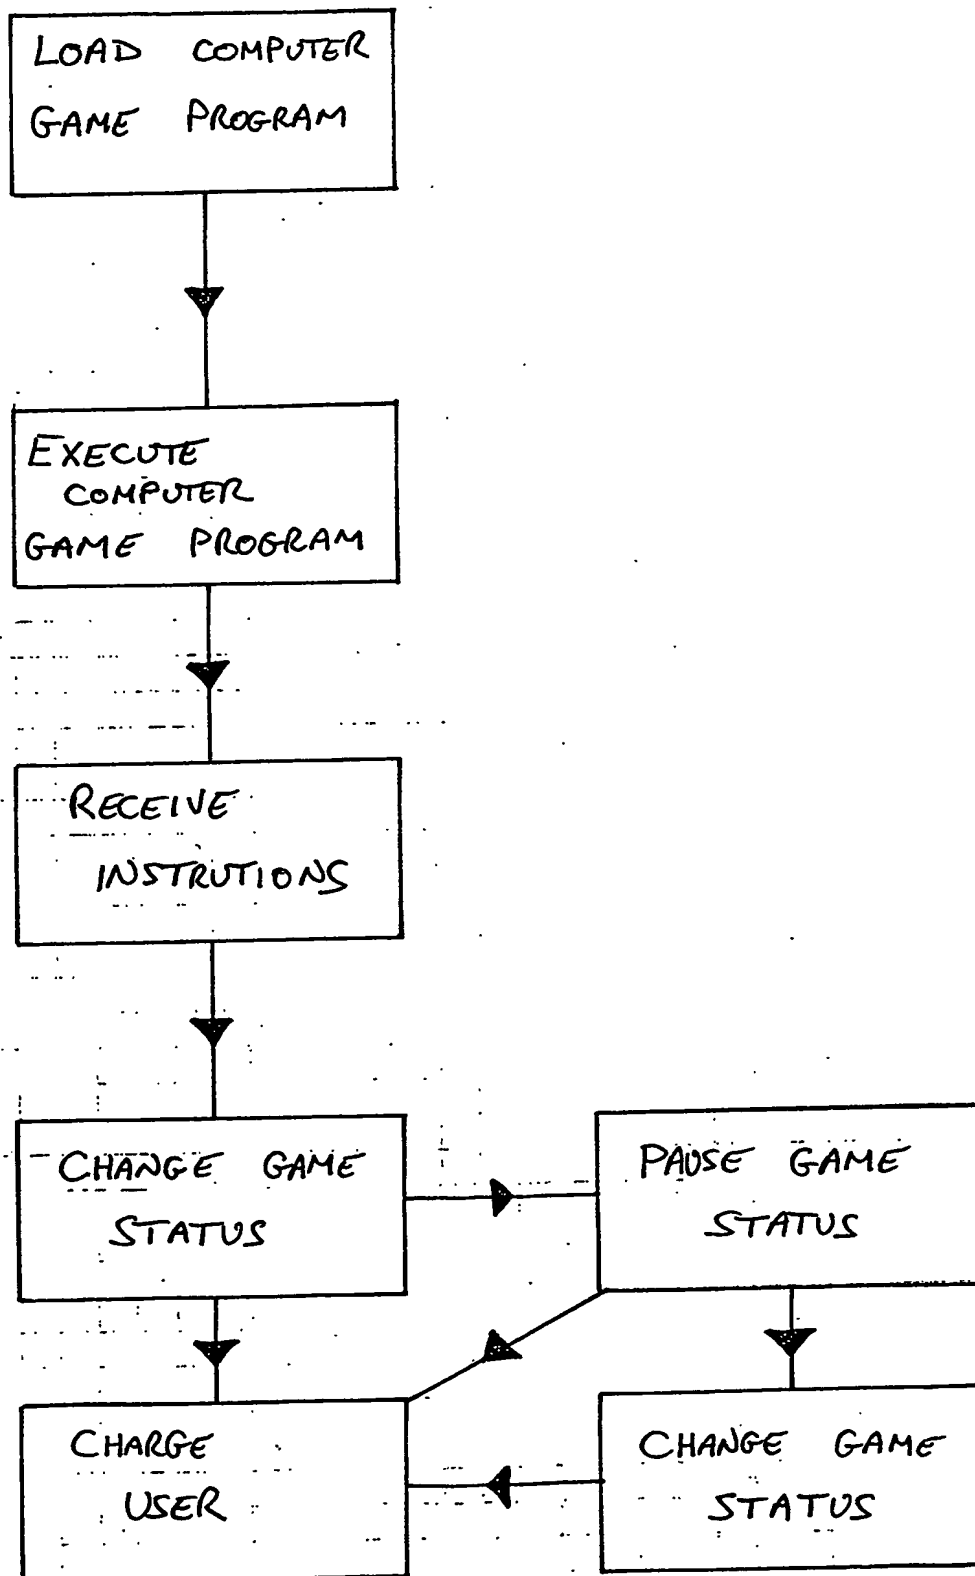 LOAD COMPUTER
GAME PROGRAM
EXECUTE
COMPUTER
GAME PROGRAM
RECEIVE
INSTRUTIONS
CHANGE GAME
STATUS
PAUSE GAME
STATUS
CHARGE
USER
CHANGE GAME
STATUS